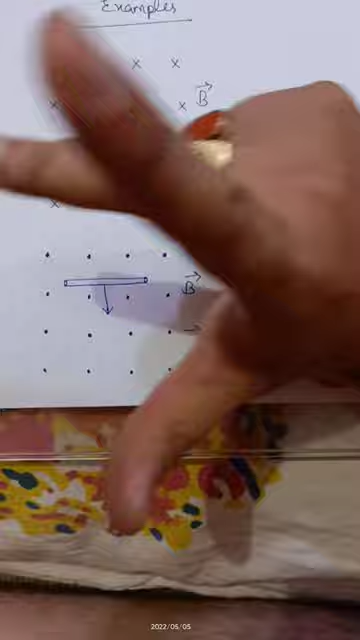 Examples
x x
x x B⃗
x
B⃗
2022/05/05